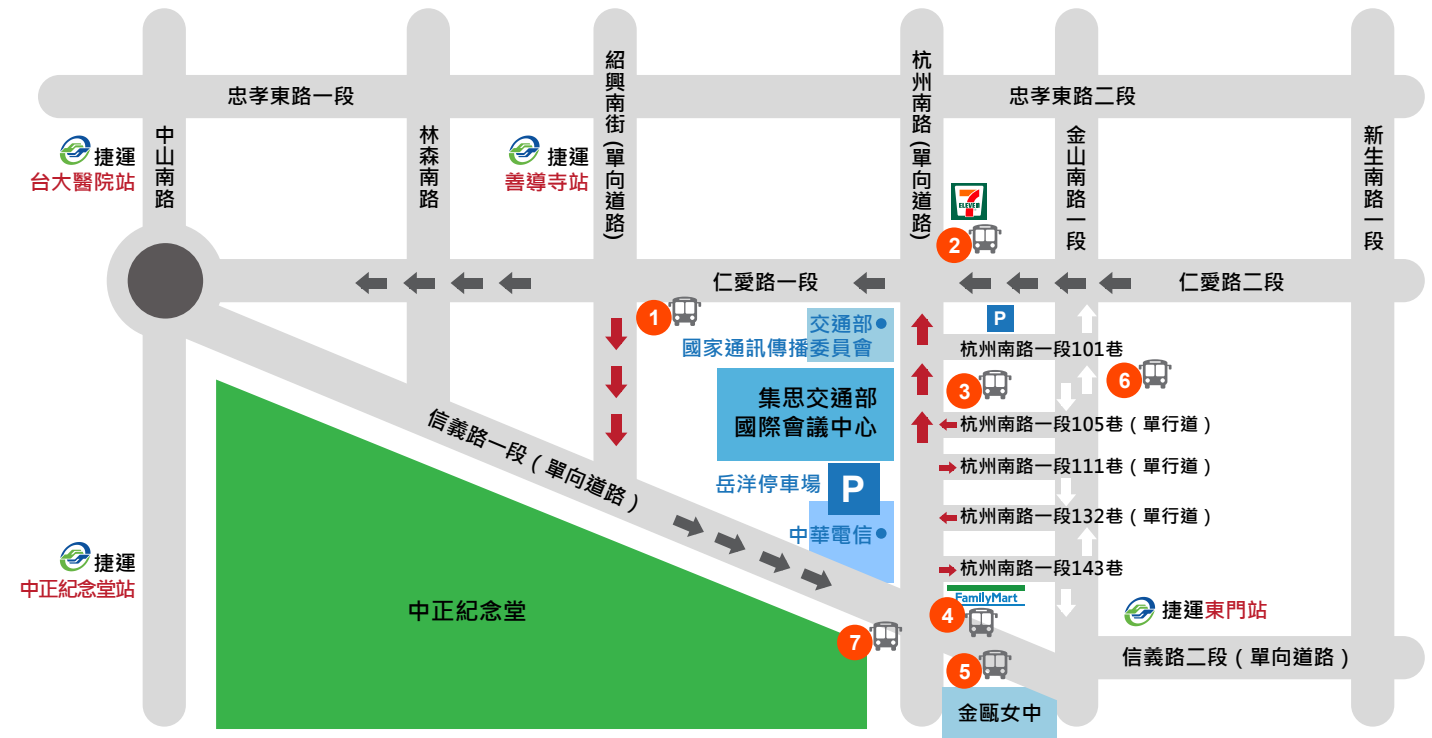 忠孝東路一段
忠孝東路二段
中山南路
林森南路
紹興南街(單向道路)
杭州南路(單向道路)
金山南路一段
新生南路一段
捷運
台大醫院站
捷運
善導寺站
7
ELEVEN
2
仁愛路一段
仁愛路二段
1
交通部
國家通訊傳播委員會
P
杭州南路一段101巷
3
6
集思交通部
國際會議中心
杭州南路一段105巷(單行道)
信義路一段(單向道路)
杭州南路一段111巷(單行道)
岳洋停車場
P
杭州南路一段132巷(單行道)
中華電信
捷運
中正紀念堂站
杭州南路一段143巷
FamilyMart
中正紀念堂
4
捷運東門站
7
5
信義路二段(單向道路)
金甌女中